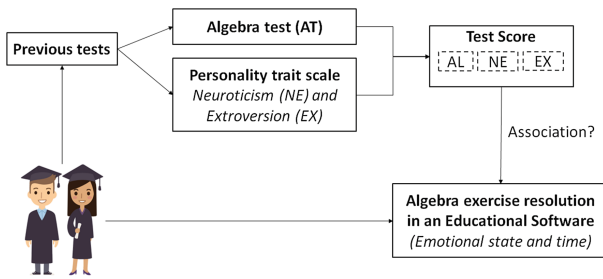 Previous tests
Algebra test (AT)
Personality trait scale
Neuroticism (NE) and
Extroversion (EX)
Test Score
AL NE EX
Association?
Algebra exercise resolution
in an Educational Software
(Emotional state and time)